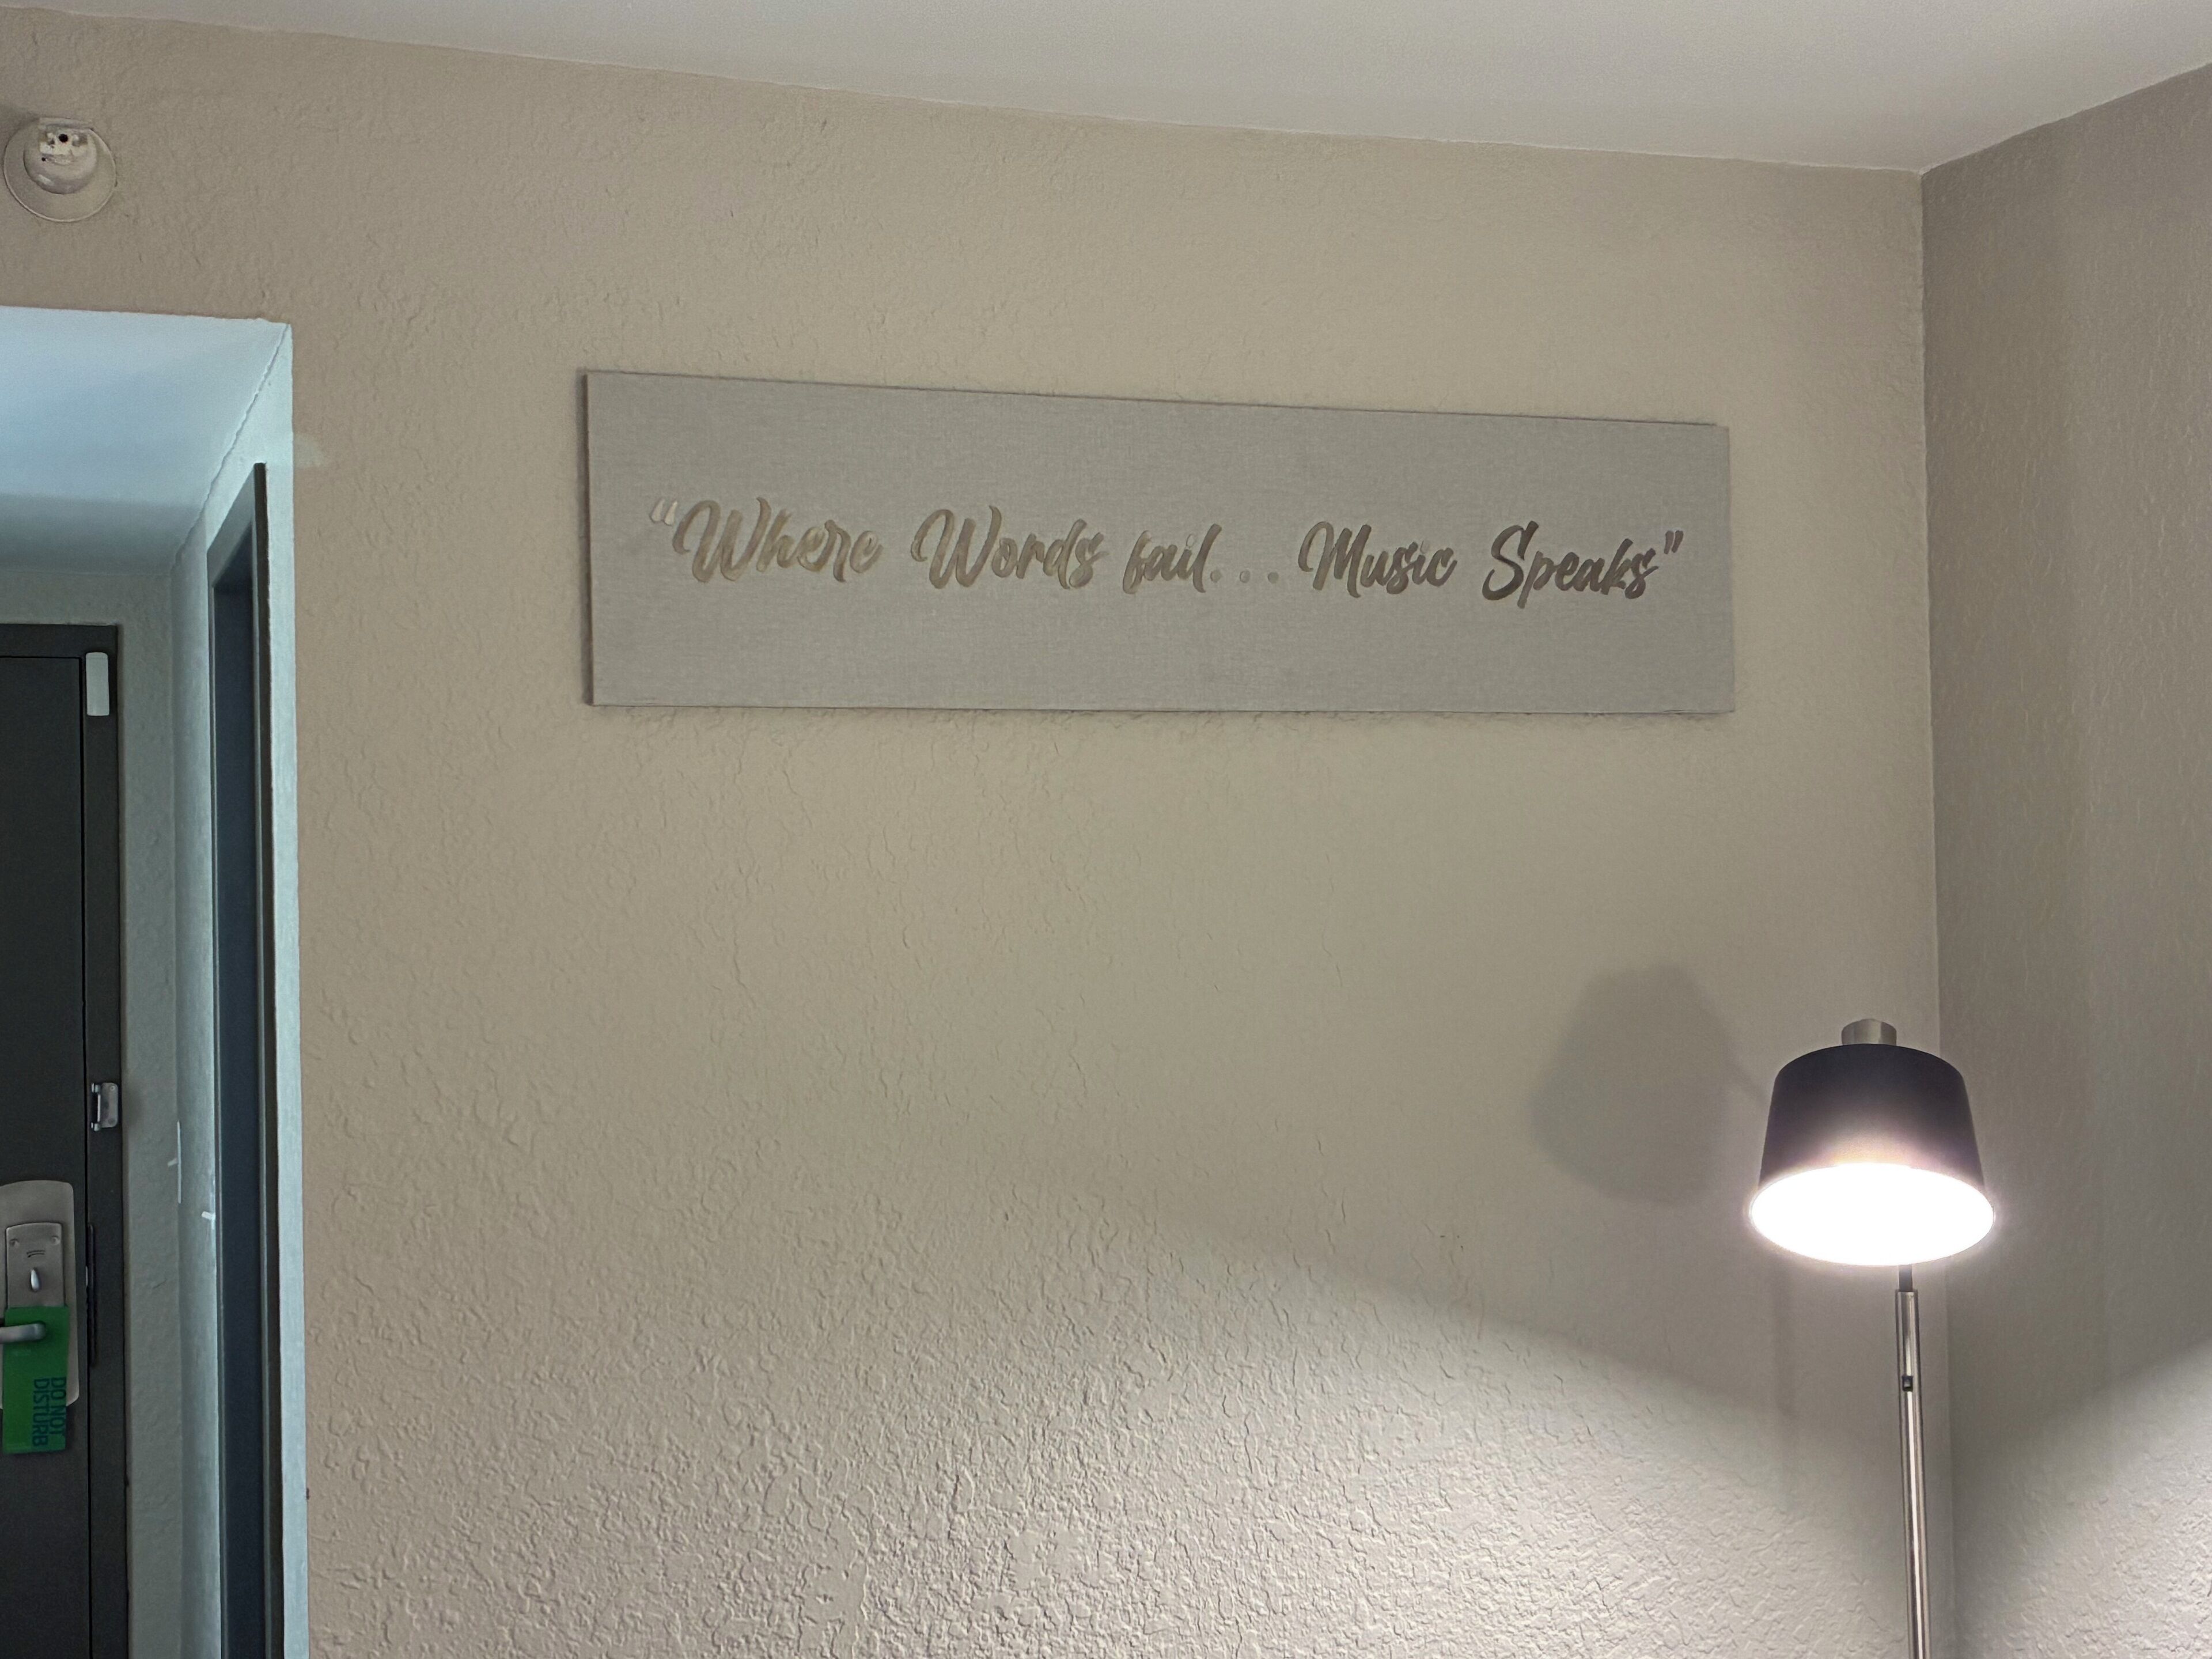 “Where Words fail... Music Speaks”
DO NOT
DISTURB